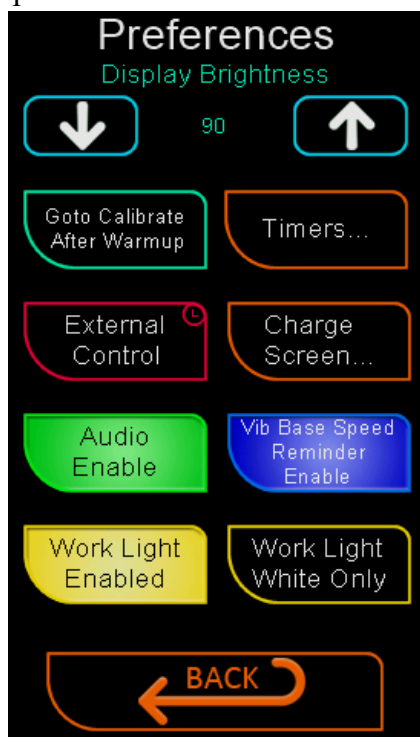 Preferences
Display Brightness
90
Goto Calibrate
After Warmup
Timers...
External
Control
Charge
Screen...
Audio
Enable
Vib Base Speed
Reminder
Enable
Work Light
Enabled
Work Light
White Only
BACK